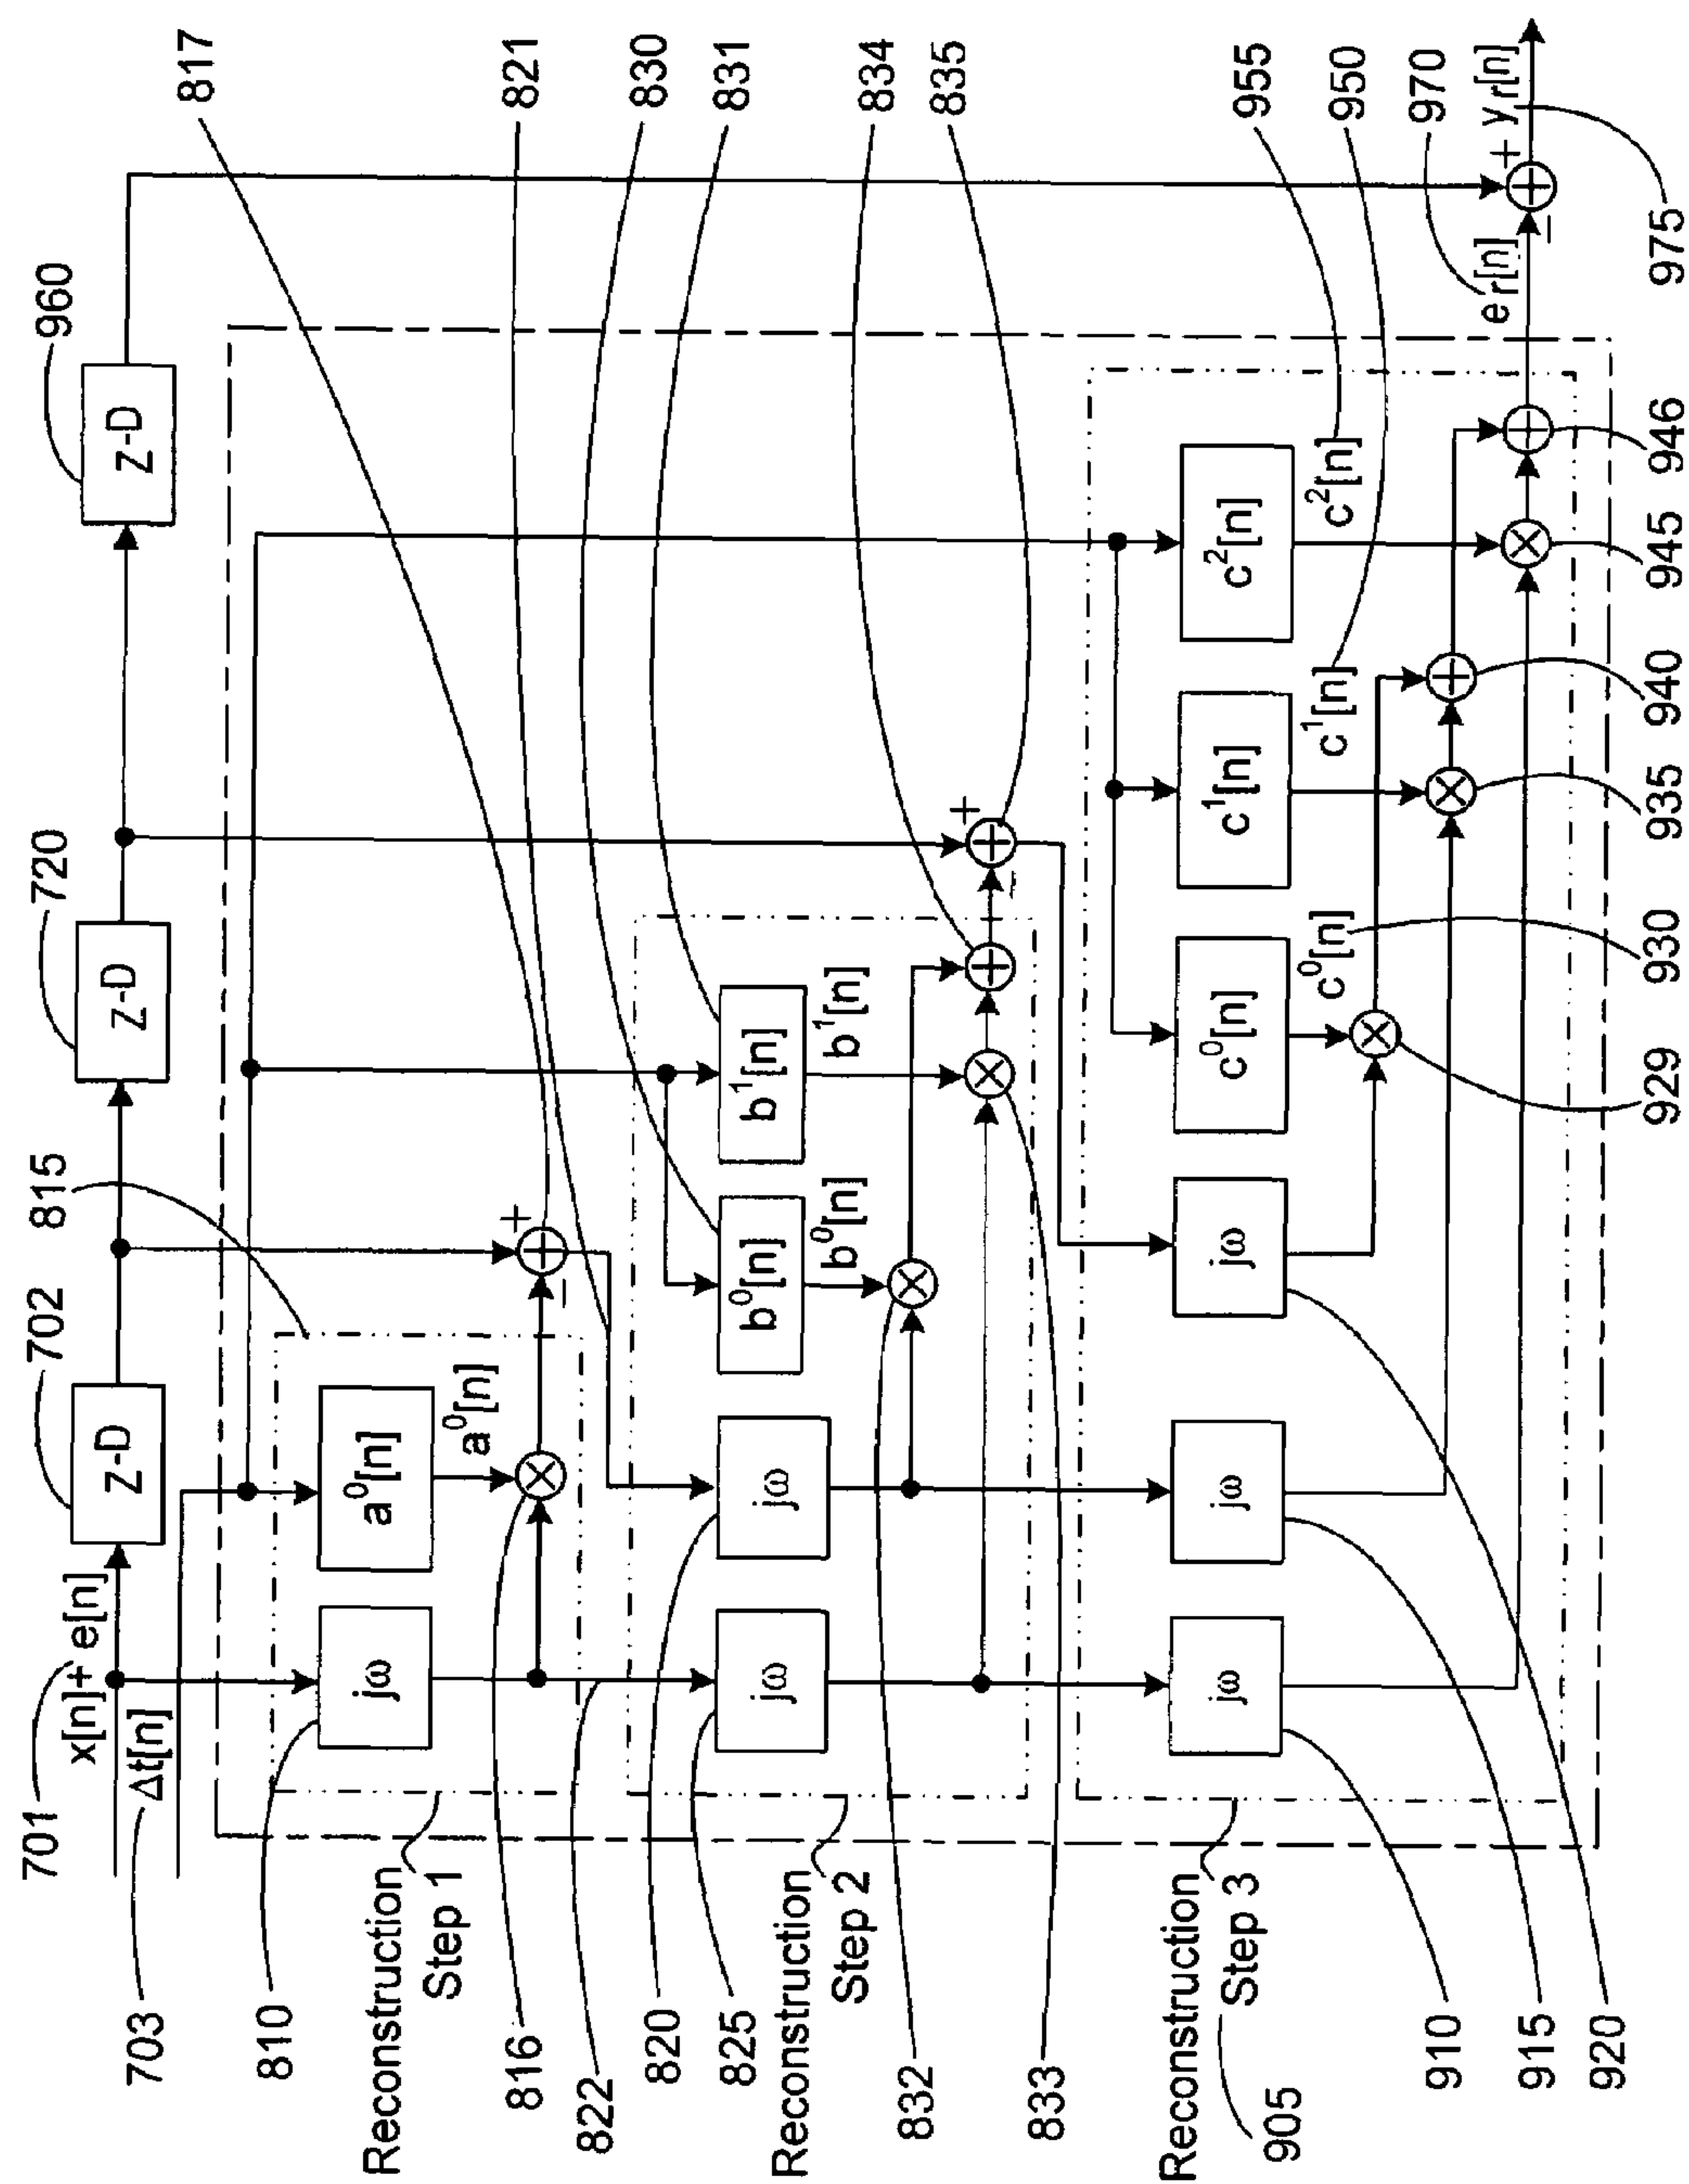 701
x[n]+ e[n]
703
Δt[n]
702
z-D
720
z-D
960
z-D
815
817
821
830
831
834
835
955
950
970
975
810
Reconstruction
Step 1
jω
a⁰[n]
a⁰[n]
+
−
816
822
820
825
Reconstruction
Step 2
jω
jω
b⁰[n]
b¹[n]
b⁰[n]
b¹[n]
+
−
832
833
Reconstruction
Step 3
905
jω
jω
jω
c⁰[n]
c¹[n]
c²[n]
c⁰[n]
c¹[n]
c²[n]
910
915
920
929
930
935
940
945
946
er[n]
−
+
yr[n]